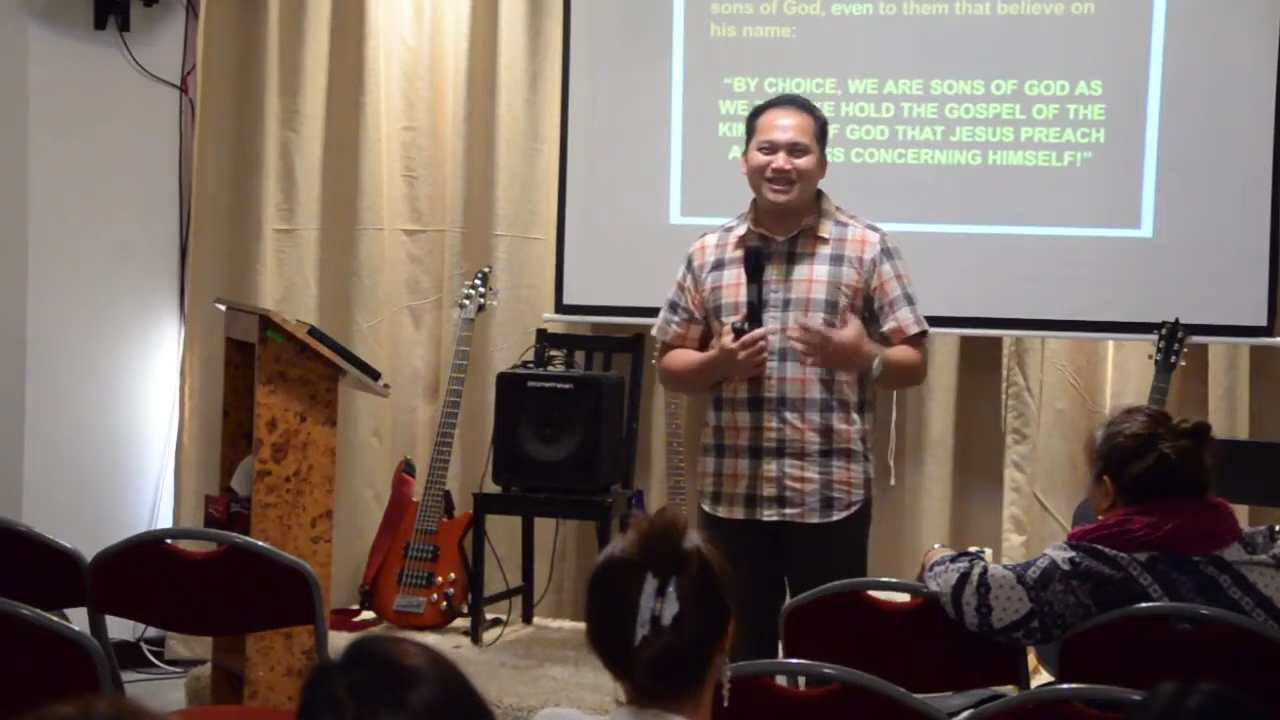 sons of God, even to them that believe on
his name:
“BY CHOICE, WE ARE SONS OF GOD AS
WE HOLD THE GOSPEL OF THE
OF GOD THAT JESUS PREACH
CONCERNING HIMSELF!”